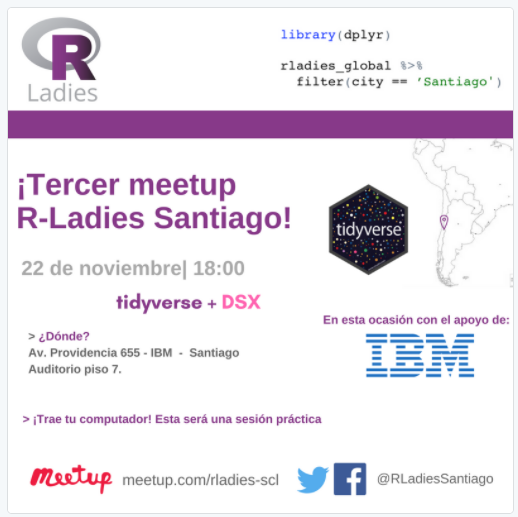 R
Ladies
library(dplyr)
rladies_global %>%
filter(city == 'Santiago')
¡Tercer meetup
R-Ladies Santiago!
tidyverse
22 de noviembre| 18:00
tidyverse + DSX
> ¿Dónde?
Av. Providencia 655 - IBM - Santiago
Auditorio piso 7.
En esta ocasión con el apoyo de:
IBM
> ¡Trae tu computador! Esta será una sesión práctica
meetup
meetup.com/rladies-scl
f
@RLadiesSantiago